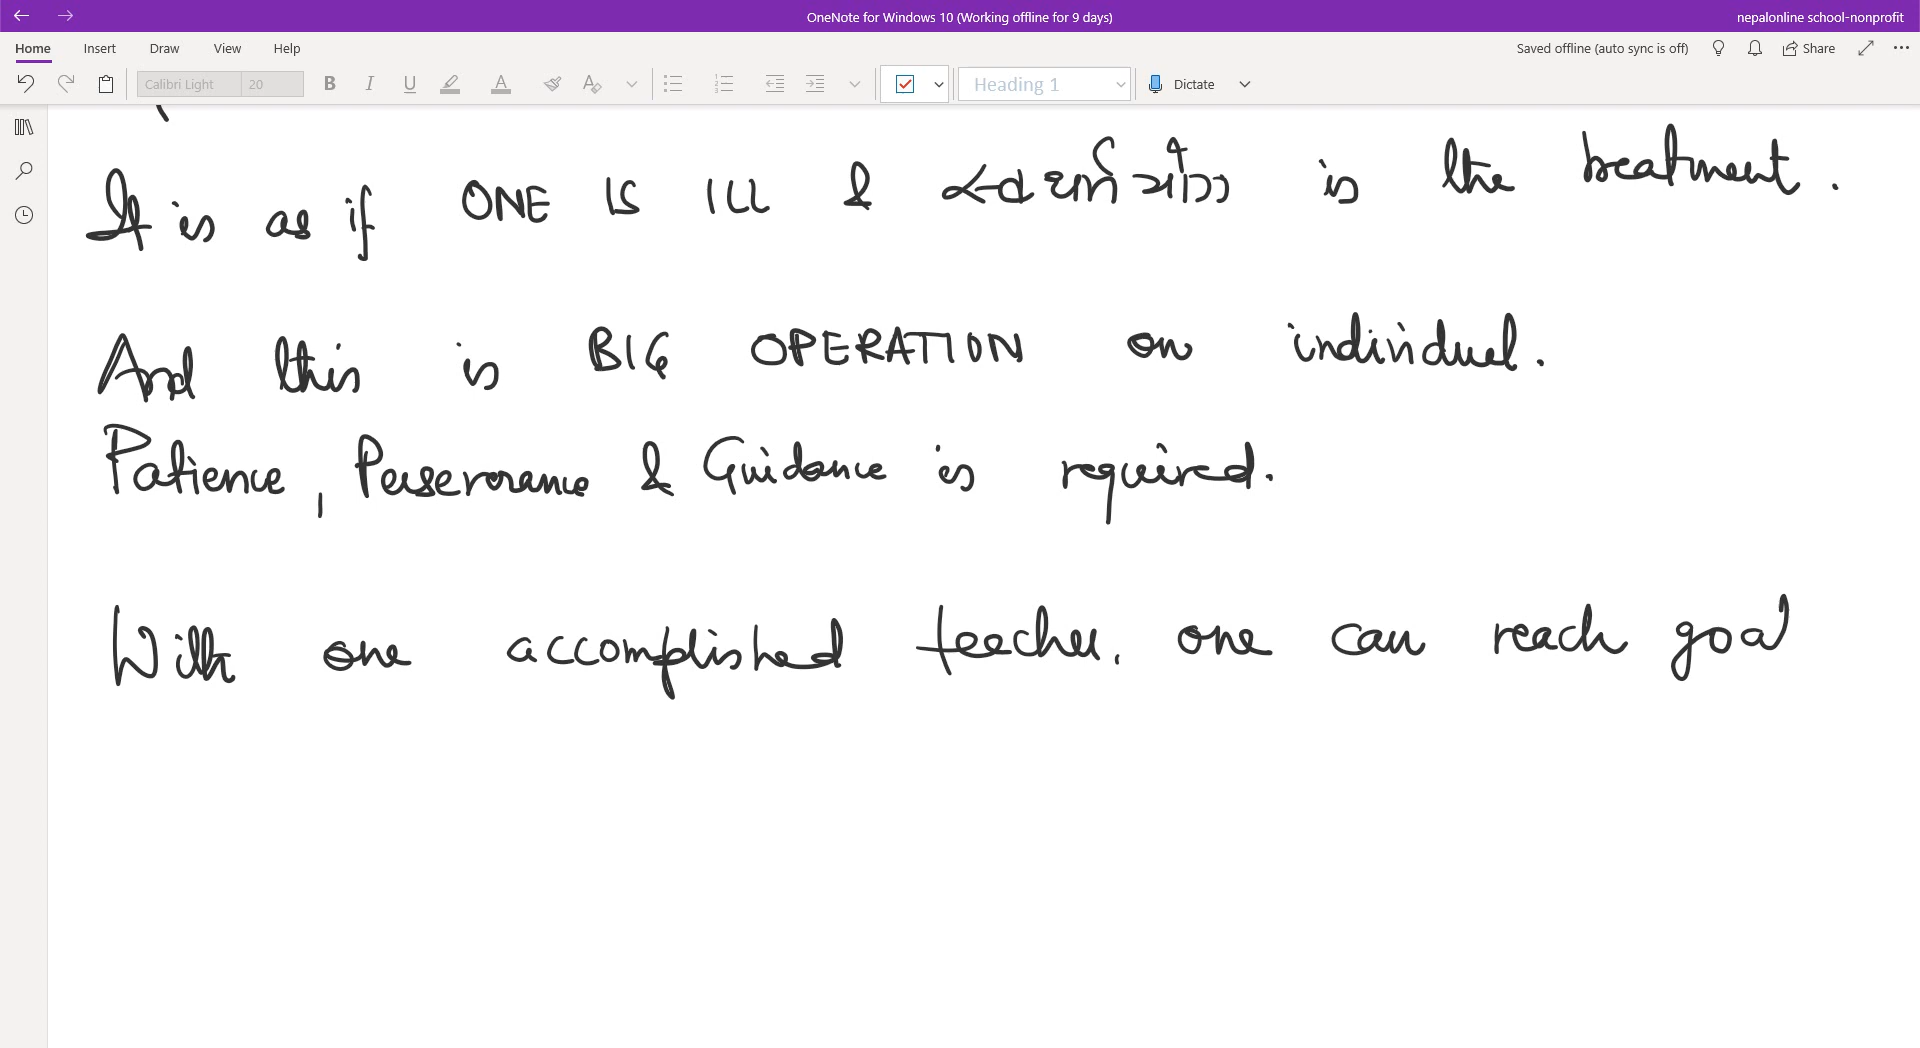 OneNote for Windows 10 (Working offline for 9 days)
nepalonline school-nonprofit
Home Insert Draw View Help
Saved offline (auto sync is off) Share
Calibri Light 20 B I U A Heading 1 Dictate
It is as if ONE IS ILL & is the treatment.
And this is BIG OPERATION on individual.
Patience, Perserverance & Guidance is required.
With one accomplished teacher, one can reach goal